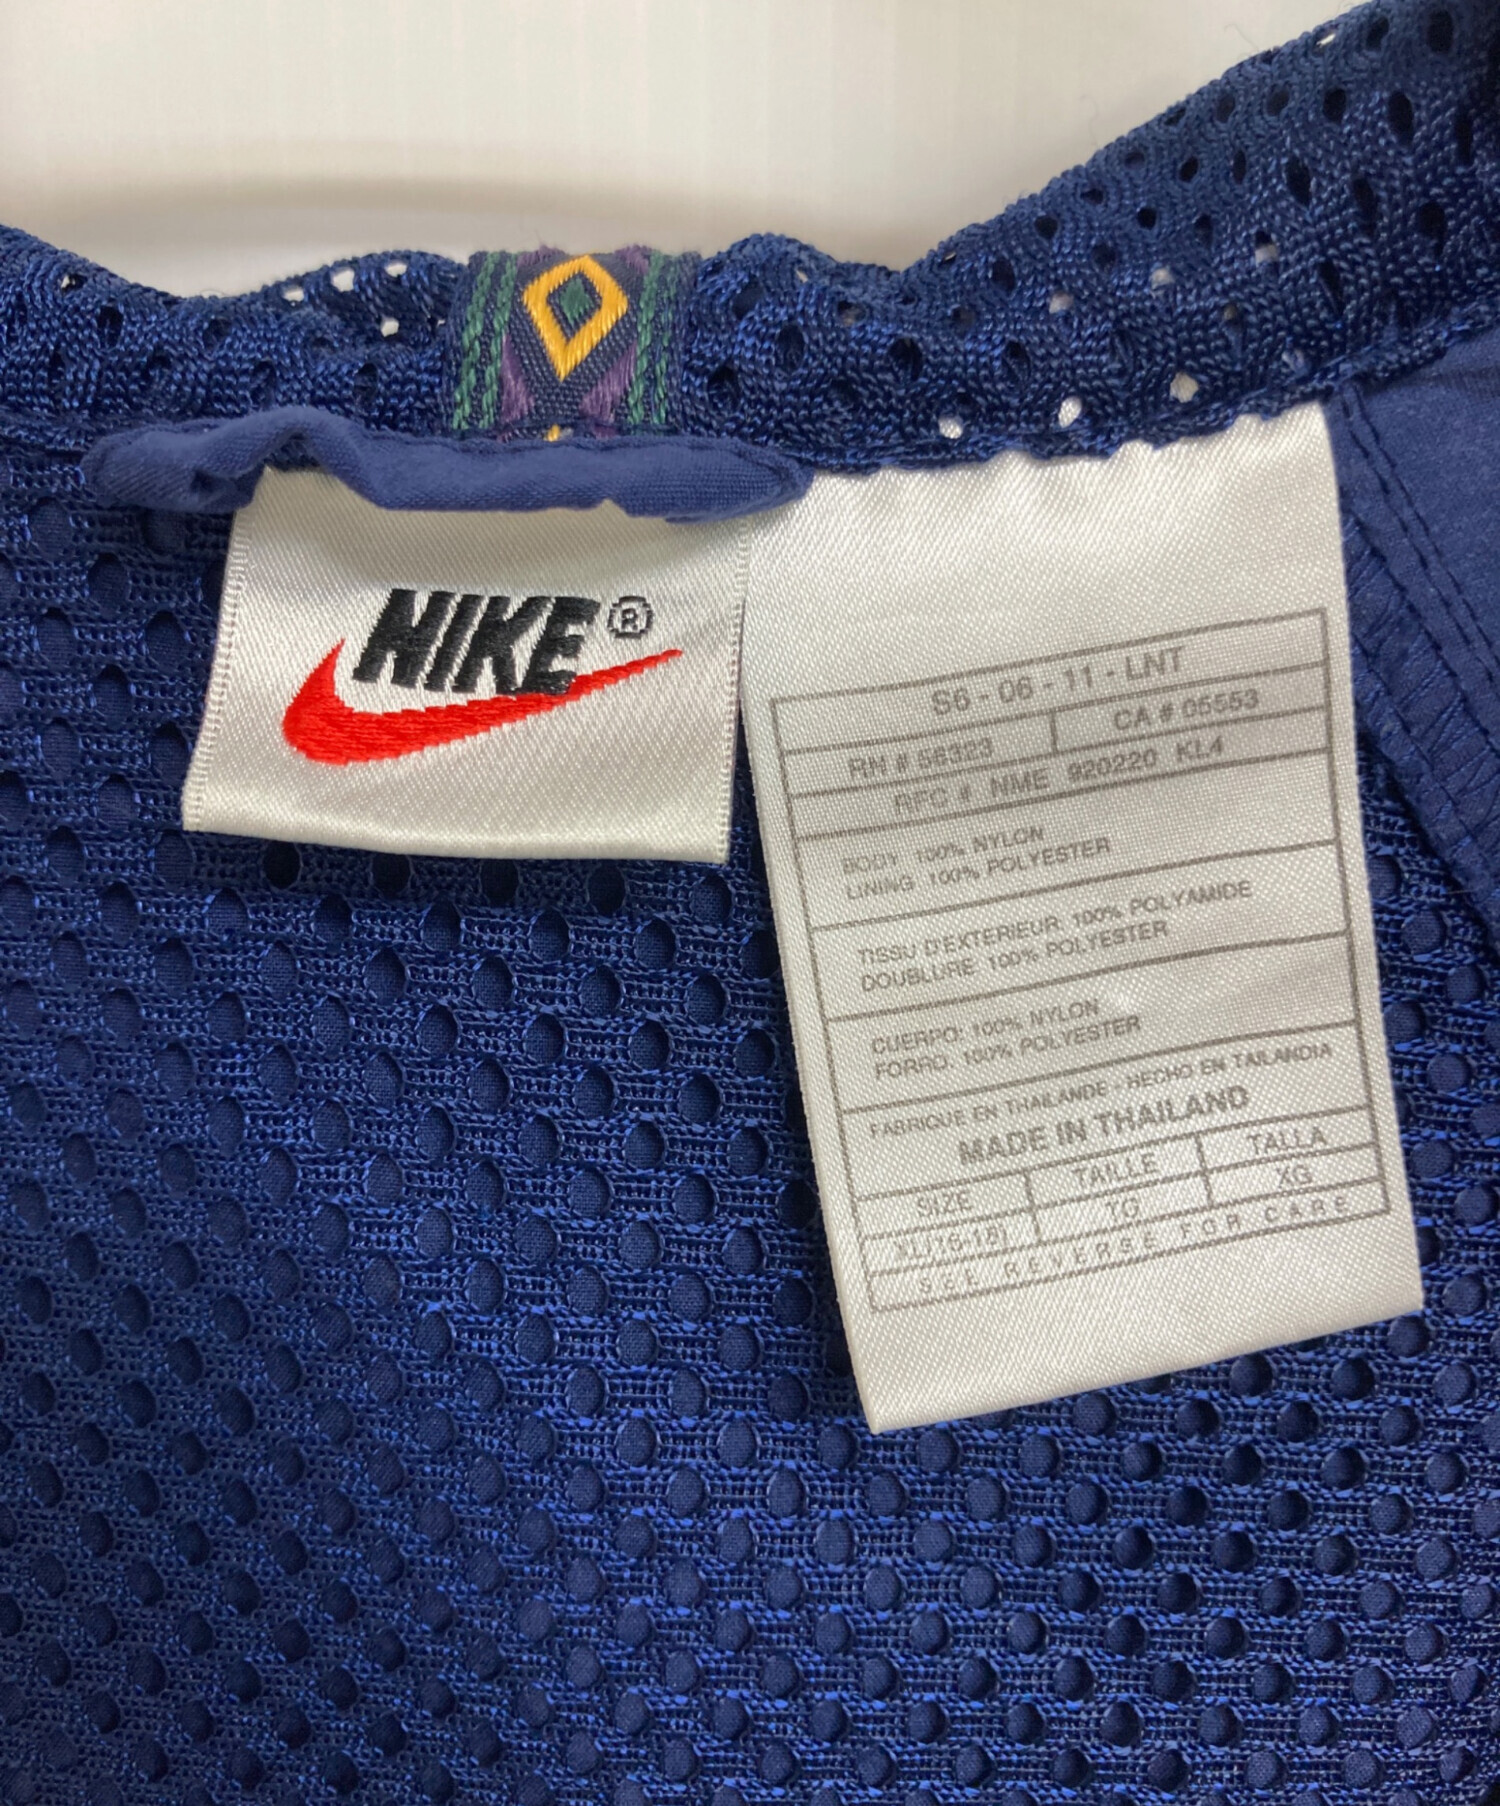 NIKE®
S6 - 06 - 11 - LNT
RN # 56323 CA # 05553
RFC # NME 920220 KL4
BODY 100% NYLON
LINING 100% POLYESTER
TISSU D'EXTERIEUR 100% POLYAMIDE
DOUBLURE 100% POLYESTER
CUERPO: 100% NYLON
FORRO: 100% POLYESTER
FABRIQUE EN THAILANDE - HECHO EN TAILANDIA
MADE IN THAILAND
SIZE TAILLE TALLA
XL(16-18) TG XG
SEE REVERSE FOR CARE